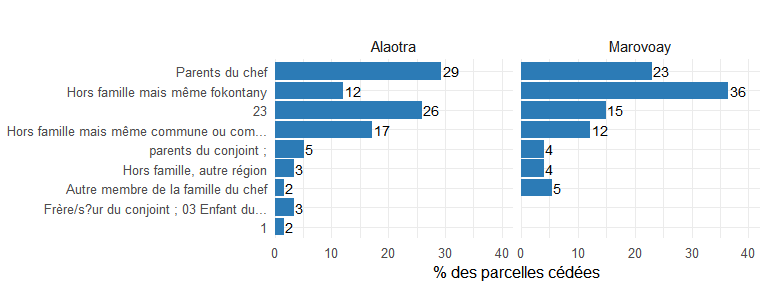 Alaotra Marovoay
Parents du chef 29 23
Hors famille mais même fokontany 12 36
23 26 15
Hors famille mais même commune ou com... 17 12
parents du conjoint ; 5 4
Hors famille, autre région 3 4
Autre membre de la famille du chef 2 5
Frère/s?ur du conjoint ; 03 Enfant du... 3
1 2
0 10 20 30 40 0 10 20 30 40
% des parcelles cédées